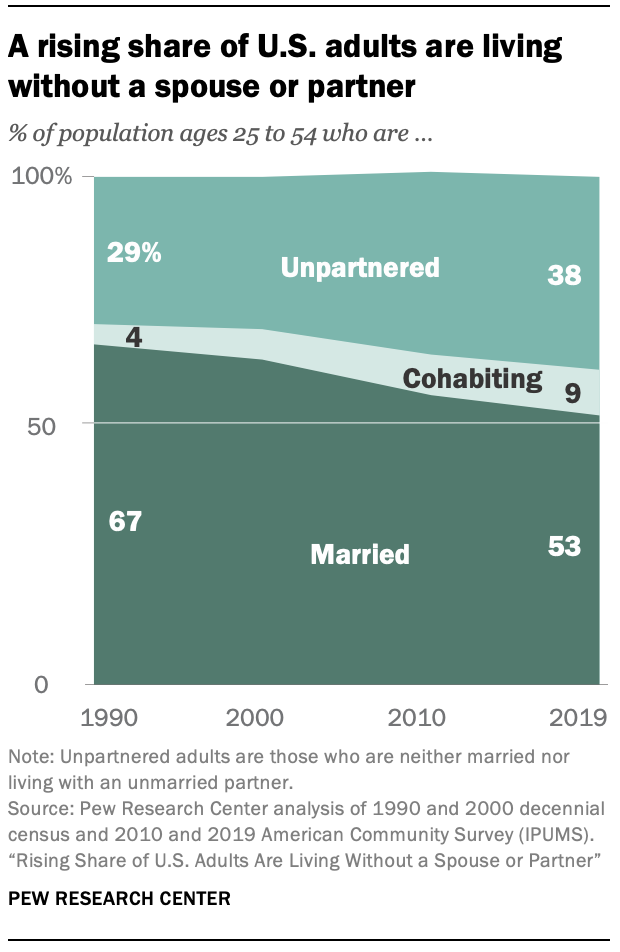 A rising share of U.S. adults are living
without a spouse or partner
% of population ages 25 to 54 who are ...
100%
29%
Unpartnered
38
4
Cohabiting
9
50
67
Married
53
0
1990 2000 2010 2019
Note: Unpartnered adults are those who are neither married nor
living with an unmarried partner.
Source: Pew Research Center analysis of 1990 and 2000 decennial
census and 2010 and 2019 American Community Survey (IPUMS).
“Rising Share of U.S. Adults Are Living Without a Spouse or Partner”
PEW RESEARCH CENTER